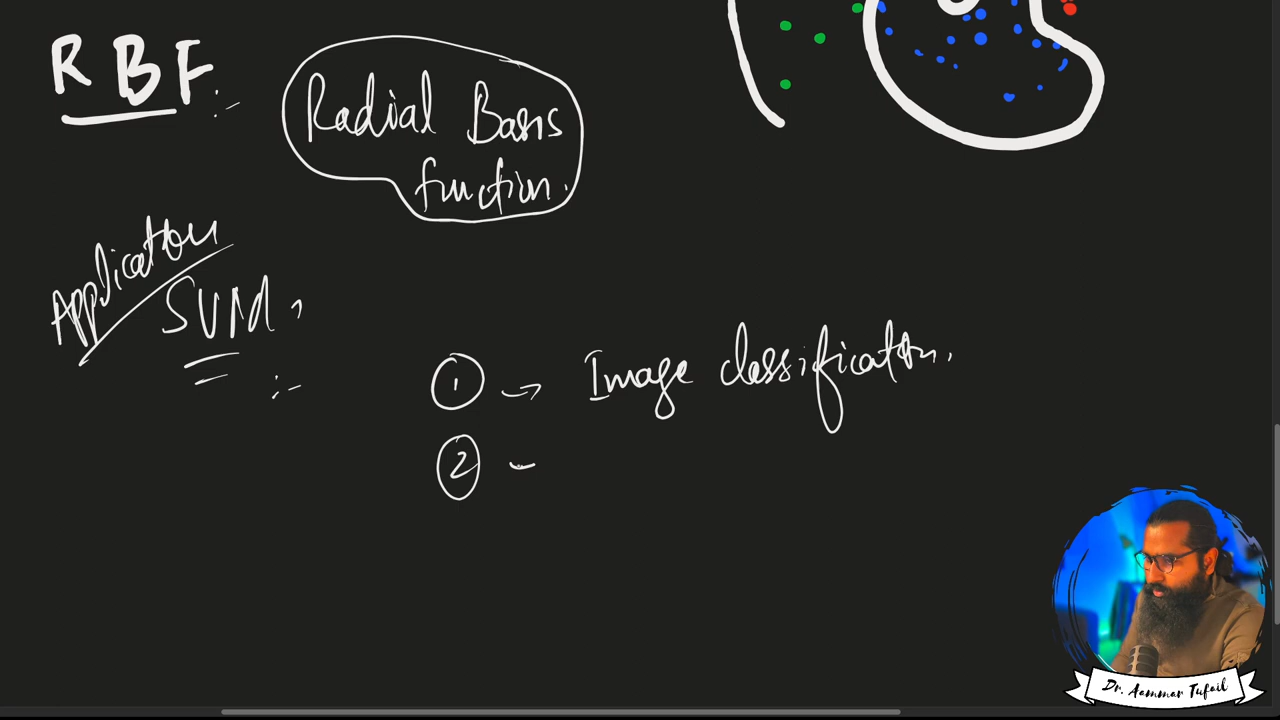 RBF:-
Radial Basis
function.
Application
SVM,
:-
① → Image classification.
② -
Dr. Aammar Tufail